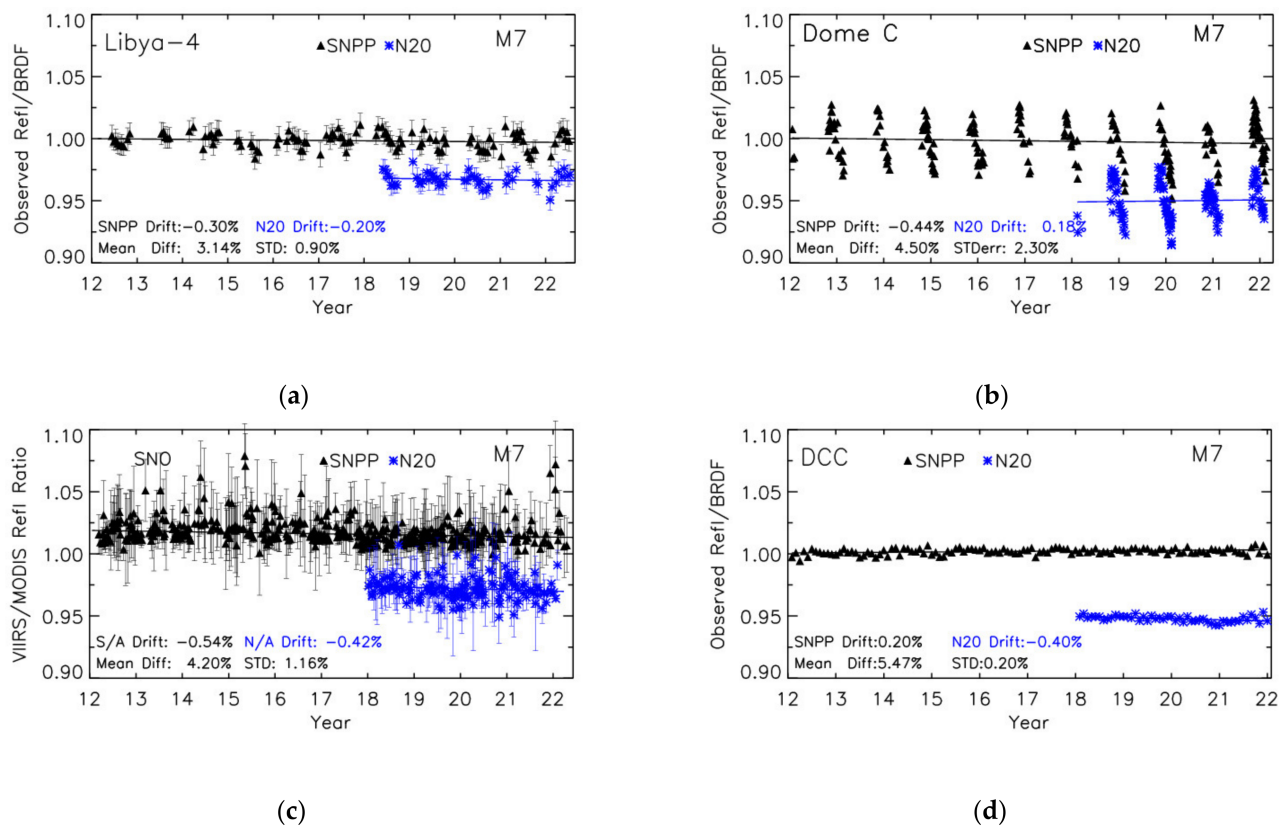 Libya-4
▲SNPP ✱N20
M7
Observed Refl/BRDF
1.10
1.05
1.00
0.95
0.90
SNPP Drift:-0.30% N20 Drift:-0.20%
Mean Diff: 3.14% STD: 0.90%
12 13 14 15 16 17 18 19 20 21 22
Year
(a)
Dome C
▲SNPP ✱N20
M7
Observed Refl/BRDF
1.10
1.05
1.00
0.95
0.90
SNPP Drift: -0.44% N20 Drift: 0.18%
Mean Diff: 4.50% STDerr: 2.30%
12 13 14 15 16 17 18 19 20 21 22
Year
(b)
SNO
▲SNPP ✱N20
M7
VIIRS/MODIS Refl Ratio
1.10
1.05
1.00
0.95
0.90
S/A Drift: -0.54% N/A Drift: -0.42%
Mean Diff: 4.20% STD: 1.16%
12 13 14 15 16 17 18 19 20 21 22
Year
(c)
DCC
▲SNPP ✱N20
M7
Observed Refl/BRDF
1.10
1.05
1.00
0.95
0.90
SNPP Drift:0.20% N20 Drift:-0.40%
Mean Diff:5.47% STD:0.20%
12 13 14 15 16 17 18 19 20 21 22
Year
(d)